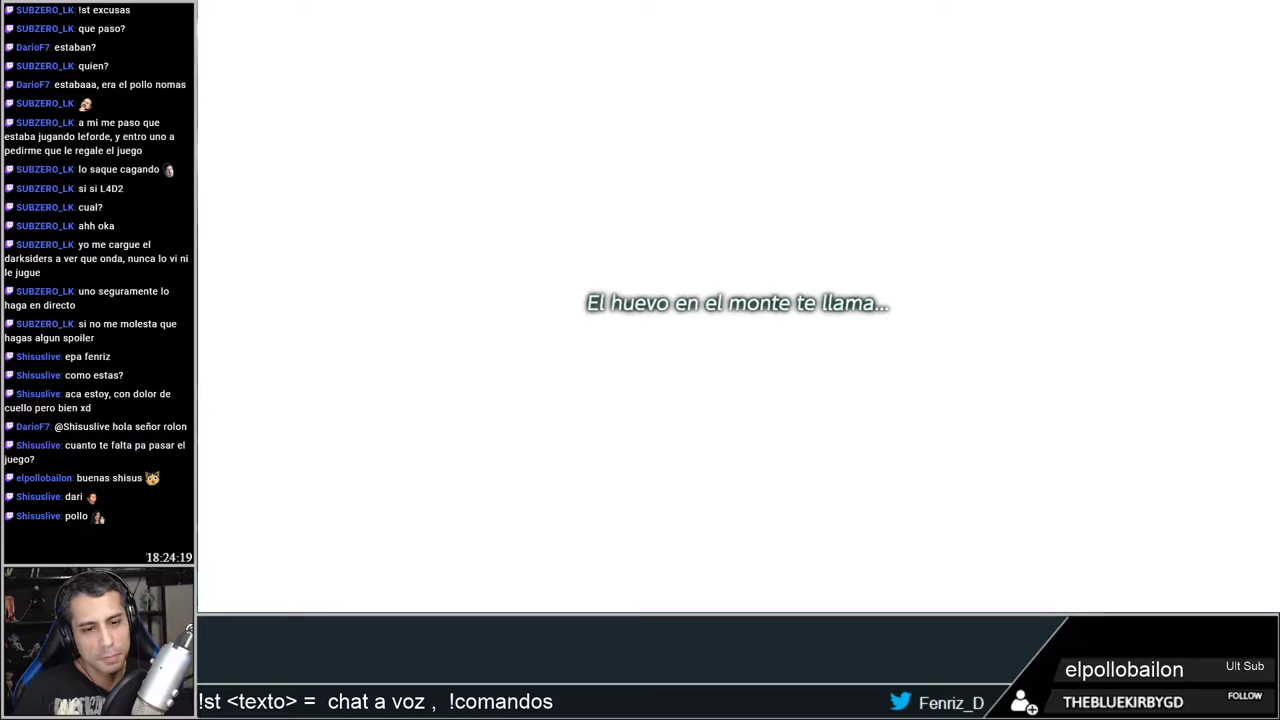 SUBZERO_LK: !st excusas
SUBZERO_LK: que paso?
DarioF7: estaban?
SUBZERO_LK: quien?
DarioF7: estabaaa, era el pollo nomas
SUBZERO_LK:
SUBZERO_LK: a mi me paso que
estaba jugando leforde, y entro uno a
pedirme que le regale el juego
SUBZERO_LK: lo saque cagando
SUBZERO_LK: si si L4D2
SUBZERO_LK: cual?
SUBZERO_LK: ahh oka
SUBZERO_LK: yo me cargue el
darksiders a ver que onda, nunca lo vi ni
le jugue
SUBZERO_LK: uno seguramente lo
haga en directo
SUBZERO_LK: si no me molesta que
hagas algun spoiler
Shisuslive: epa fenriz
Shisuslive: como estas?
Shisuslive: aca estoy, con dolor de
cuello pero bien xd
DarioF7: @Shisuslive hola señor rolon
Shisuslive: cuanto te falta pa pasar el
juego?
elpollobailon: buenas shisus
Shisuslive: dari
Shisuslive: pollo
18:24:19
El huevo en el monte te llama...
!st <texto> = chat a voz , !comandos
Fenriz_D
elpollobailon Ult Sub
THEBLUEKIRBYGD FOLLOW